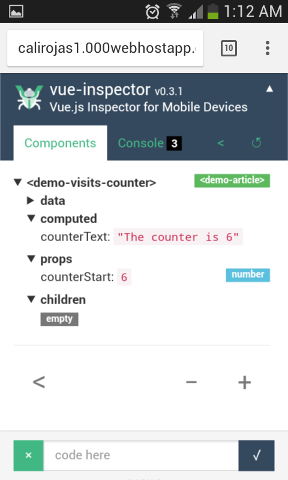 1:12 AM
calirojas1.000webhostapp.
10
vue-inspector v0.3.1
Vue.js Inspector for Mobile Devices
Components
Console 3 <
<demo-visits-counter> <demo-article>
data
computed
counterText: "The counter is 6"
props
counterStart: 6 number
children
empty
< − +
× code here √